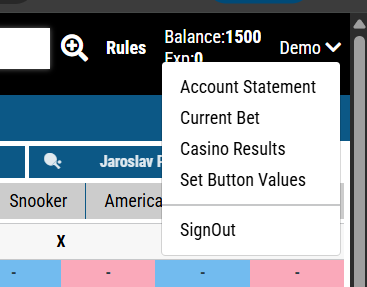 Rules
Balance:1500
Exp:0
Demo
Account Statement
Current Bet
Casino Results
Set Button Values
SignOut
Jaroslav
Snooker
America
X
- - - -